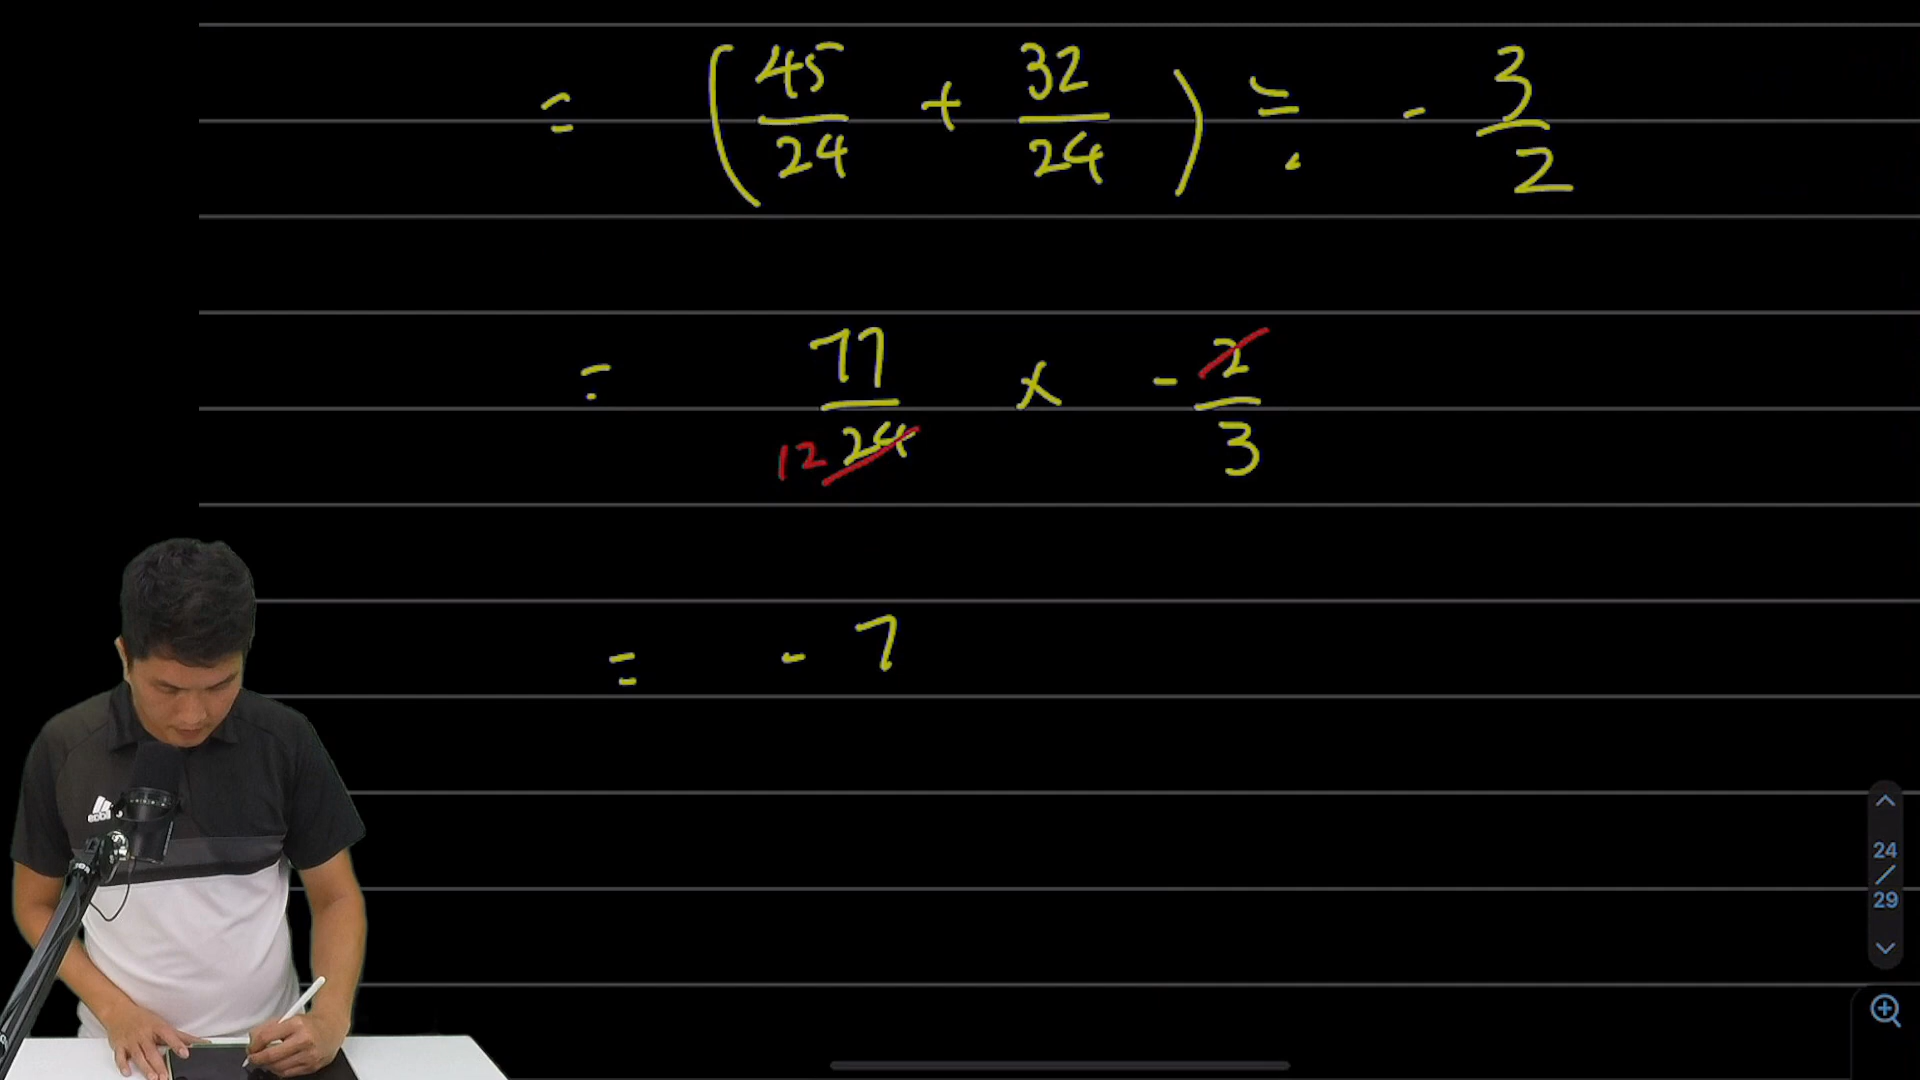 = ( 45/24 + 32/24 ) ÷ - 3/2
= 77/24 × - 2/3
12
= - 7
24
/
29